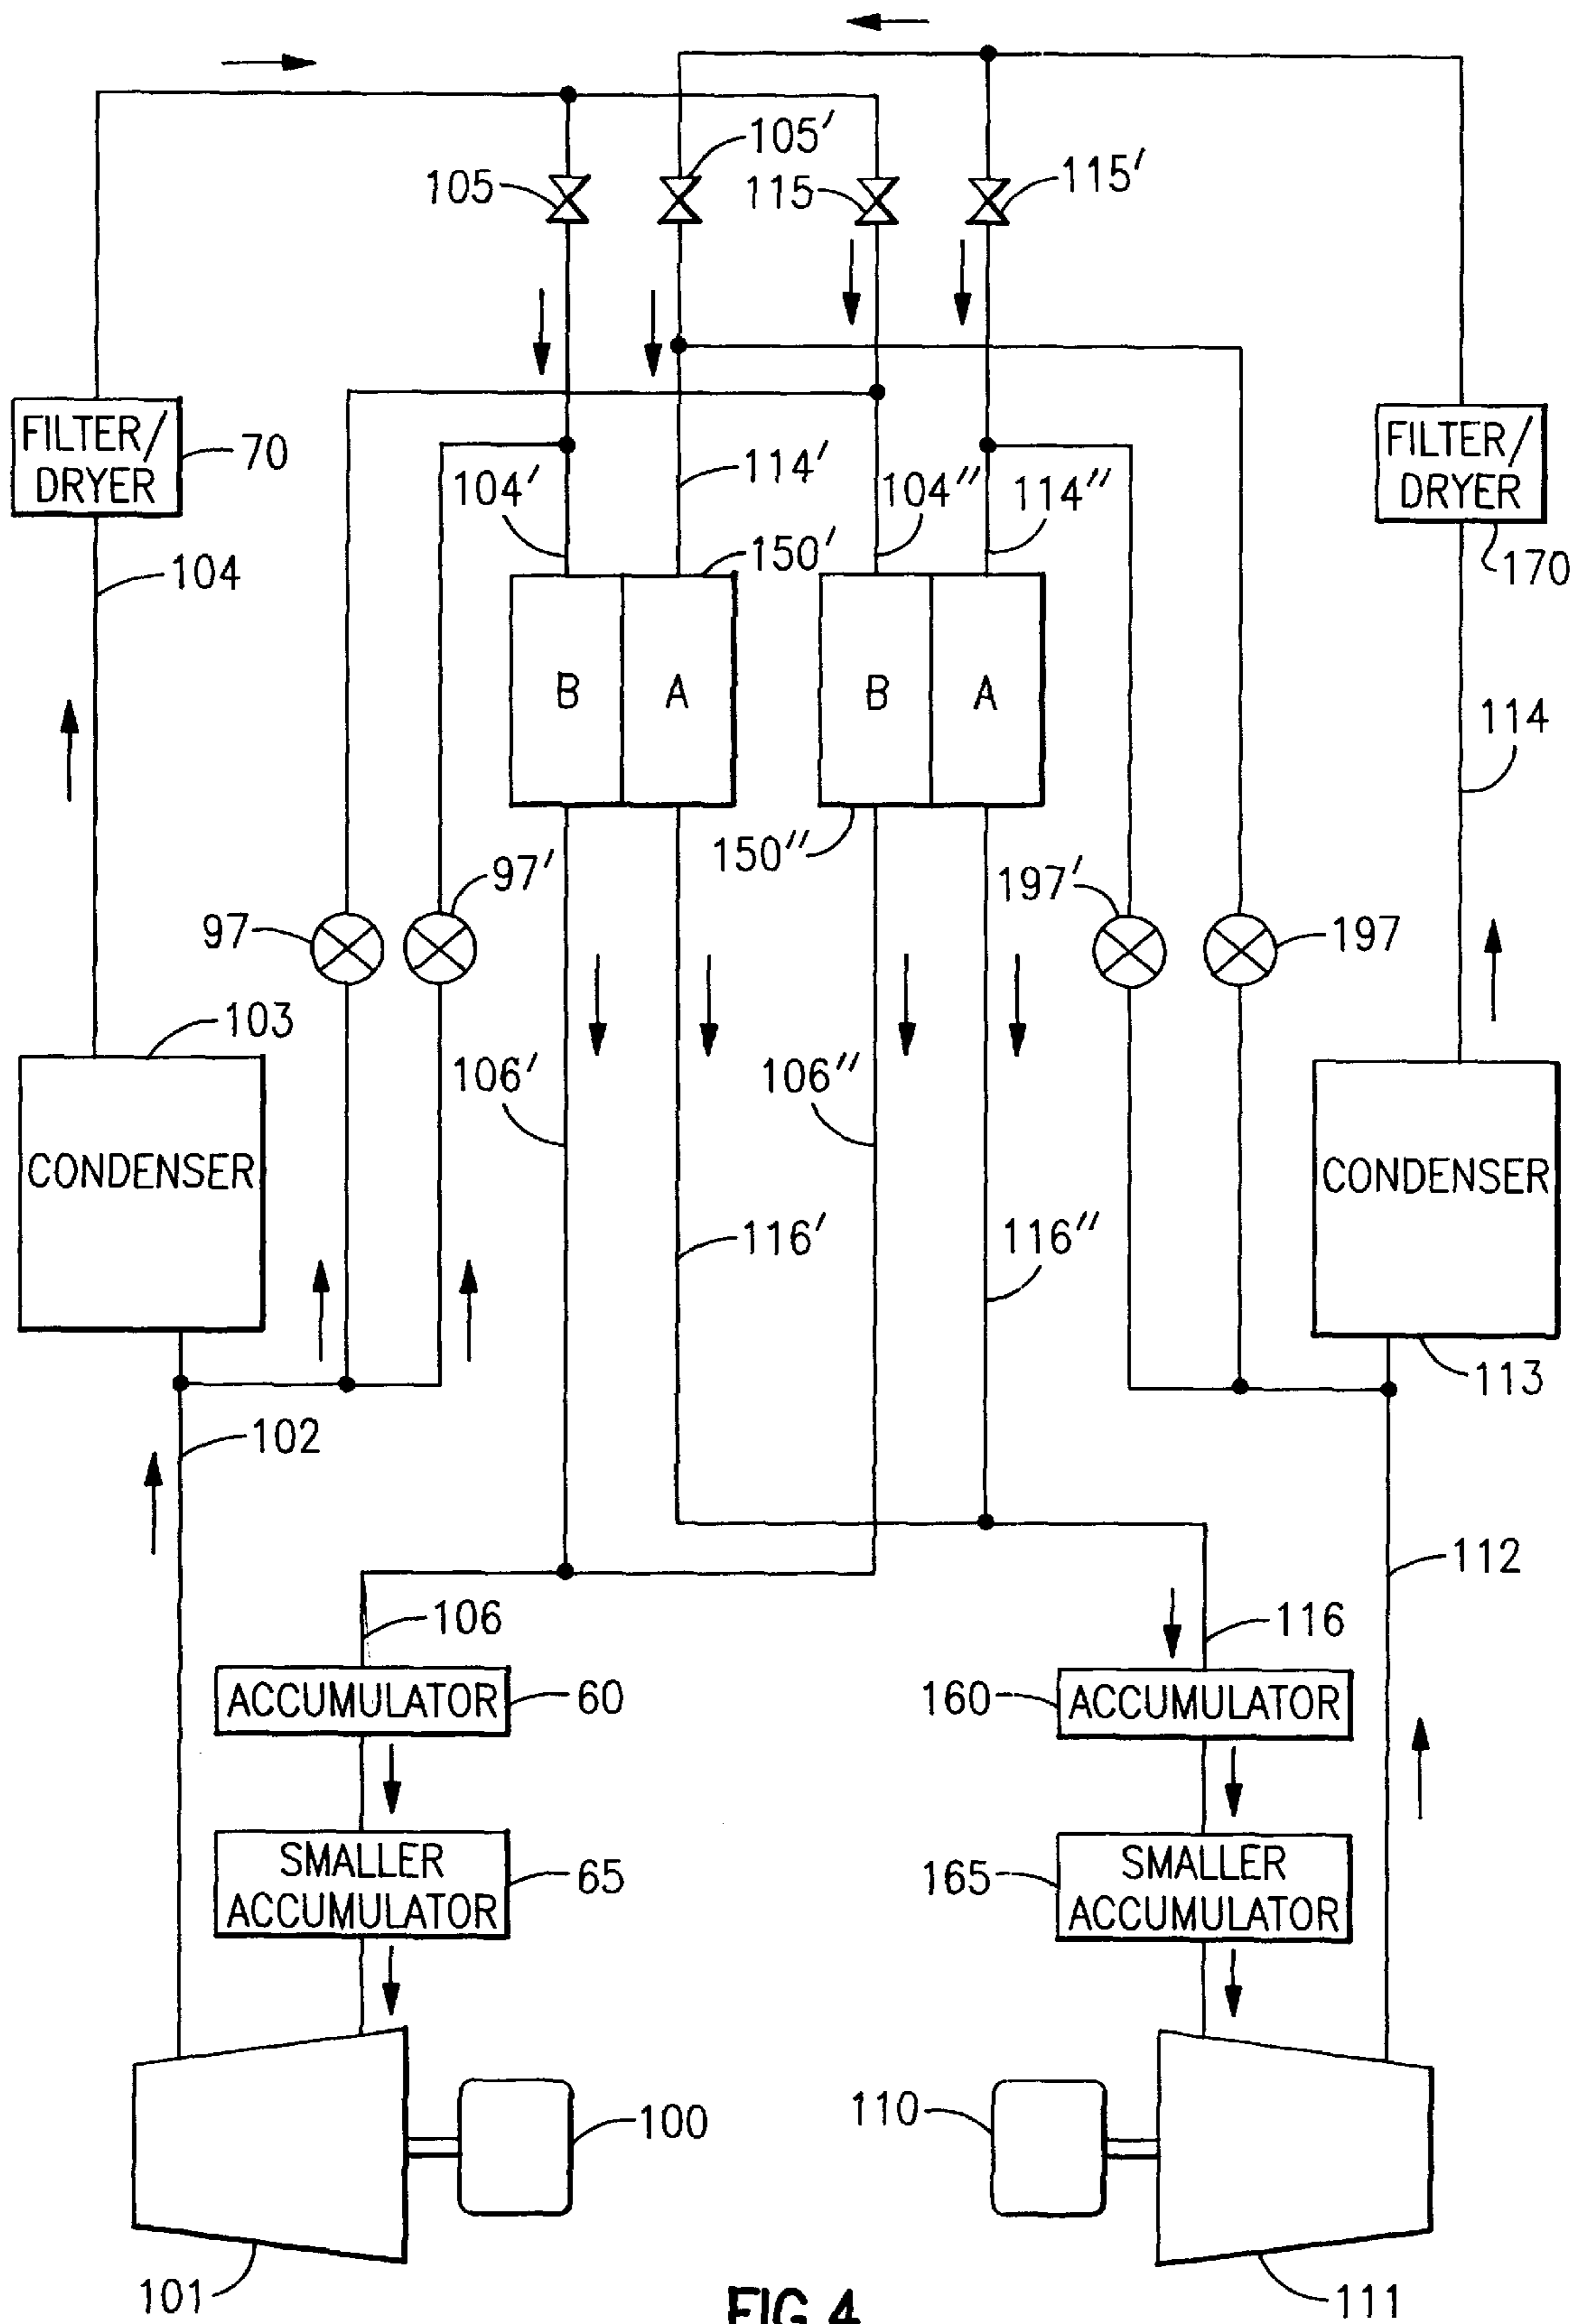 105'
105
115
115'
FILTER/
DRYER
70
104'
114'
104''
114''
FILTER/
DRYER
170
104
150'
B
A
B
A
114
150''
97'
197'
97
197
103
106'
106''
CONDENSER
CONDENSER
116'
116''
113
102
112
106
116
ACCUMULATOR
60
160
ACCUMULATOR
SMALLER
ACCUMULATOR
65
165
SMALLER
ACCUMULATOR
100
110
101
111
FIG.4